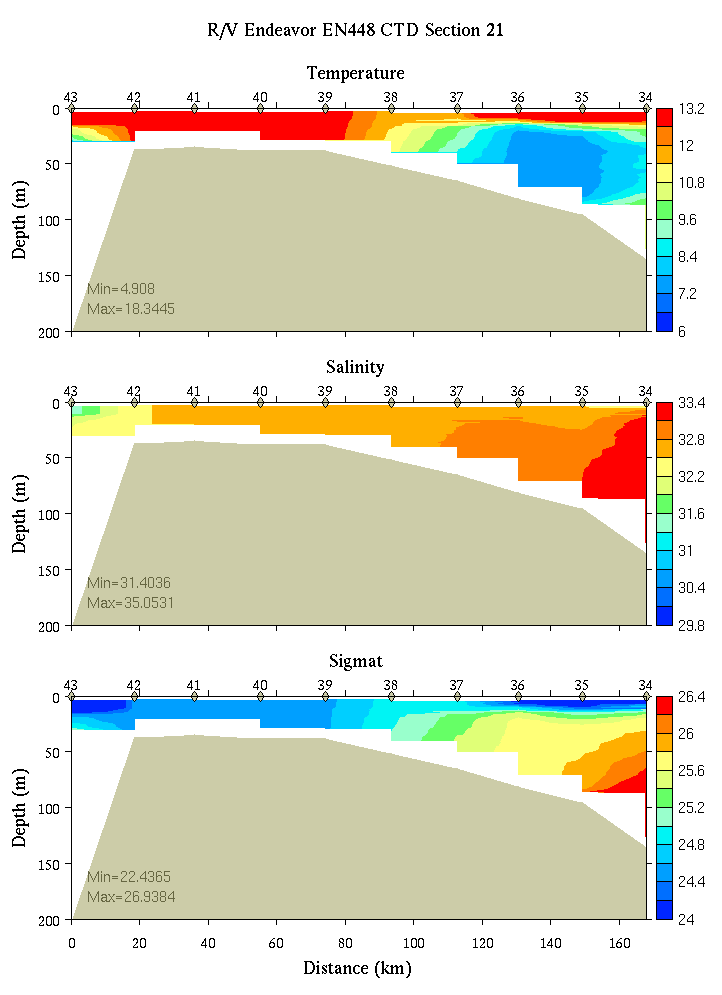 R/V Endeavor EN448 CTD Section 21
Temperature
43 42 41 40 39 38 37 36 35 34
0
50
100
150
200
Depth (m)
Min=4.908
Max=18.3445
13.2
12
10.8
9.6
8.4
7.2
6
Salinity
43 42 41 40 39 38 37 36 35 34
0
50
100
150
200
Depth (m)
Min=31.4036
Max=35.0531
33.4
32.8
32.2
31.6
31
30.4
29.8
Sigmat
43 42 41 40 39 38 37 36 35 34
0
50
100
150
200
Depth (m)
Min=22.4365
Max=26.9384
26.4
26
25.6
25.2
24.8
24.4
24
0 20 40 60 80 100 120 140 160
Distance (km)